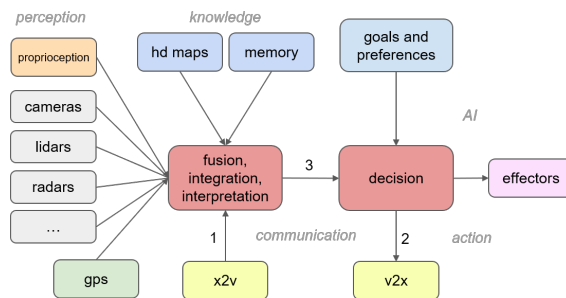 perception
knowledge
proprioception
hd maps
memory
goals and
preferences
cameras
AI
lidars
fusion,
integration,
interpretation
3
decision
effectors
radars
...
1
communication
2
action
gps
x2v
v2x